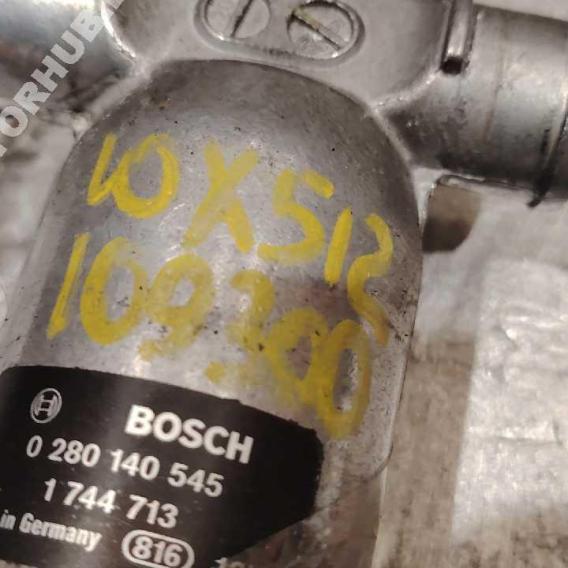 10X512
109300
BOSCH
0 280 140 545
1 744 713
in Germany 816